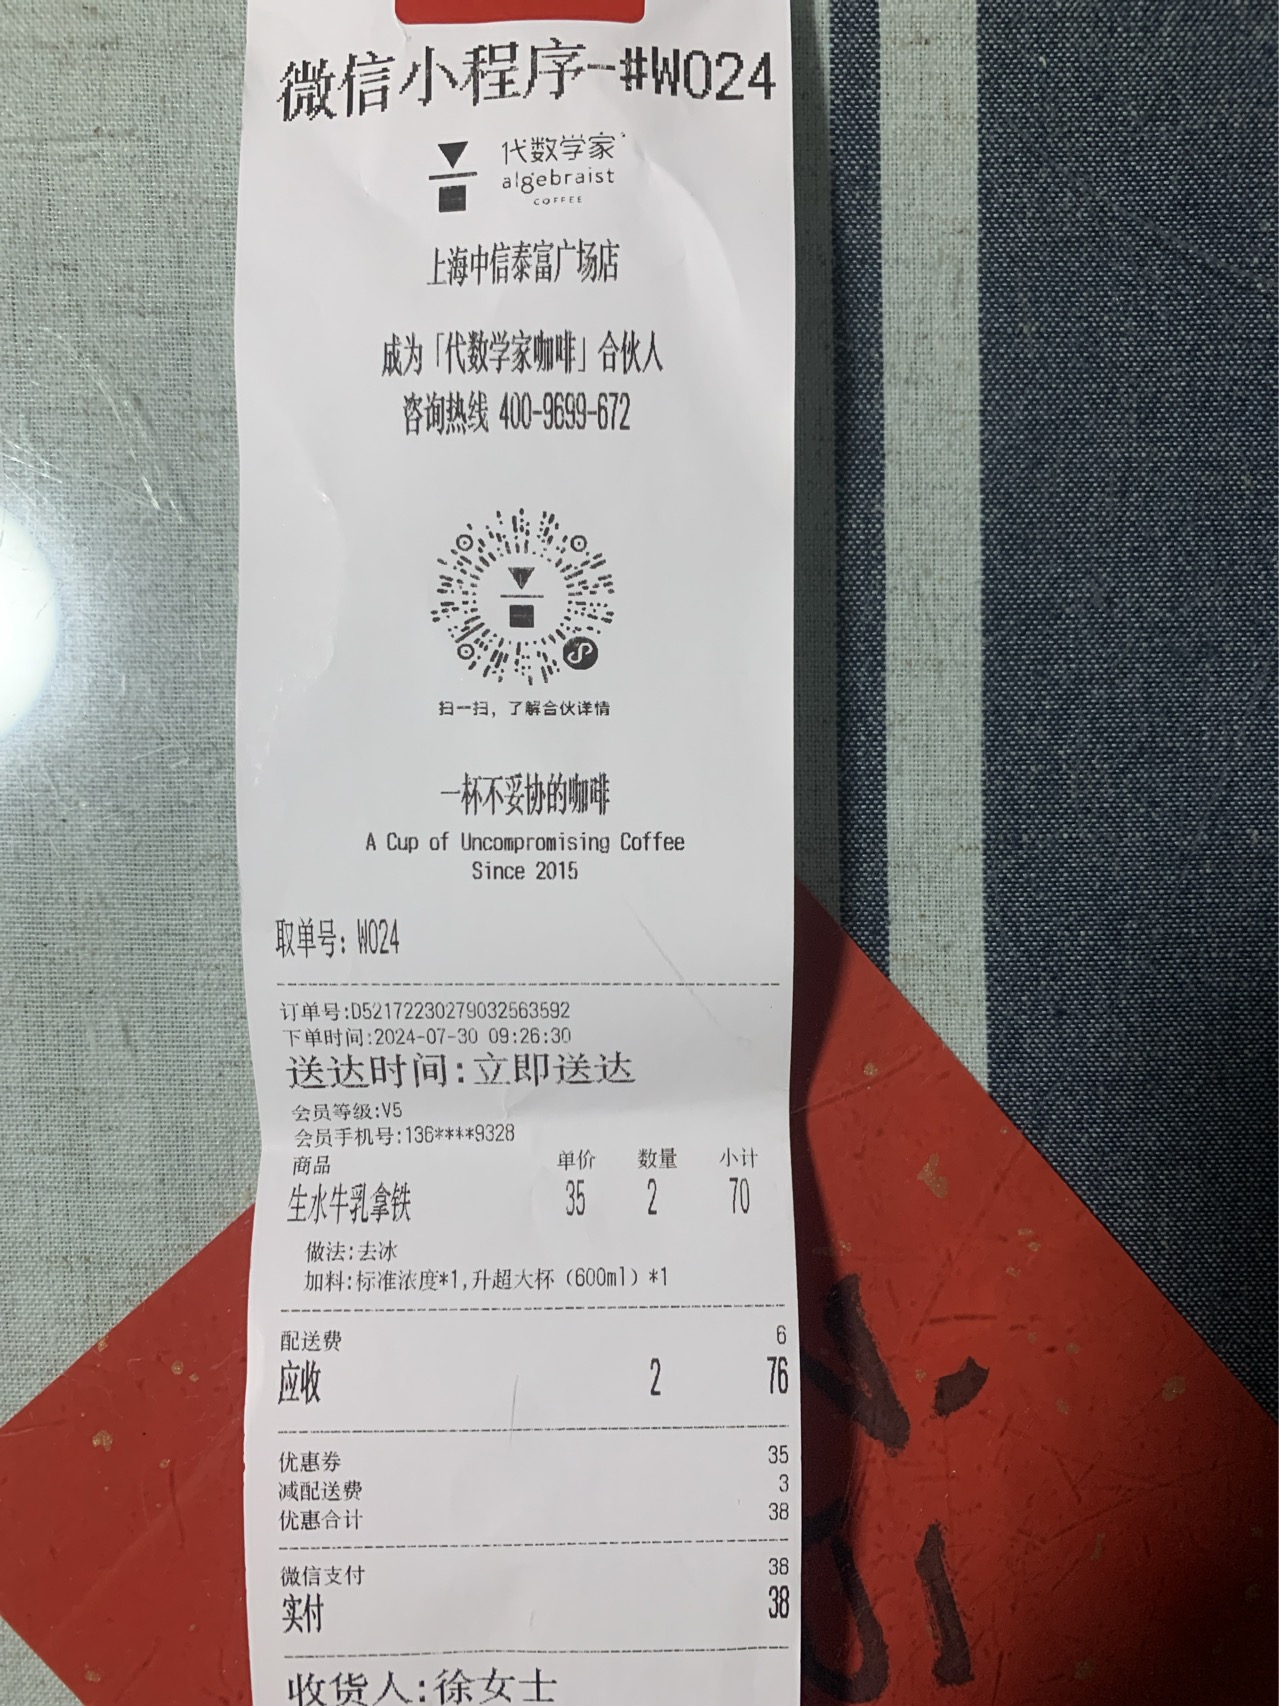 微信小程序-#W024
代数学家
algebraist
COFFEE
上海中信泰富广场店
成为「代数学家咖啡」合伙人
咨询热线 400-9699-672
扫一扫，了解合伙详情
一杯不妥协的咖啡
A Cup of Uncompromising Coffee
Since 2015
取单号: W024
订单号:D521722302790325635​92
下单时间:2024-07-30 09:26:30
送达时间:立即送达
会员等级:V5
会员手机号:136****9328
商品 单价 数量 小计
生水牛乳拿铁 35 2 70
做法:去冰
加料:标准浓度*1,升超大杯（600ml）*1
配送费 6
应收 2 76
优惠券 35
减配送费 3
优惠合计 38
微信支付 38
实付 38
收货人:徐女士